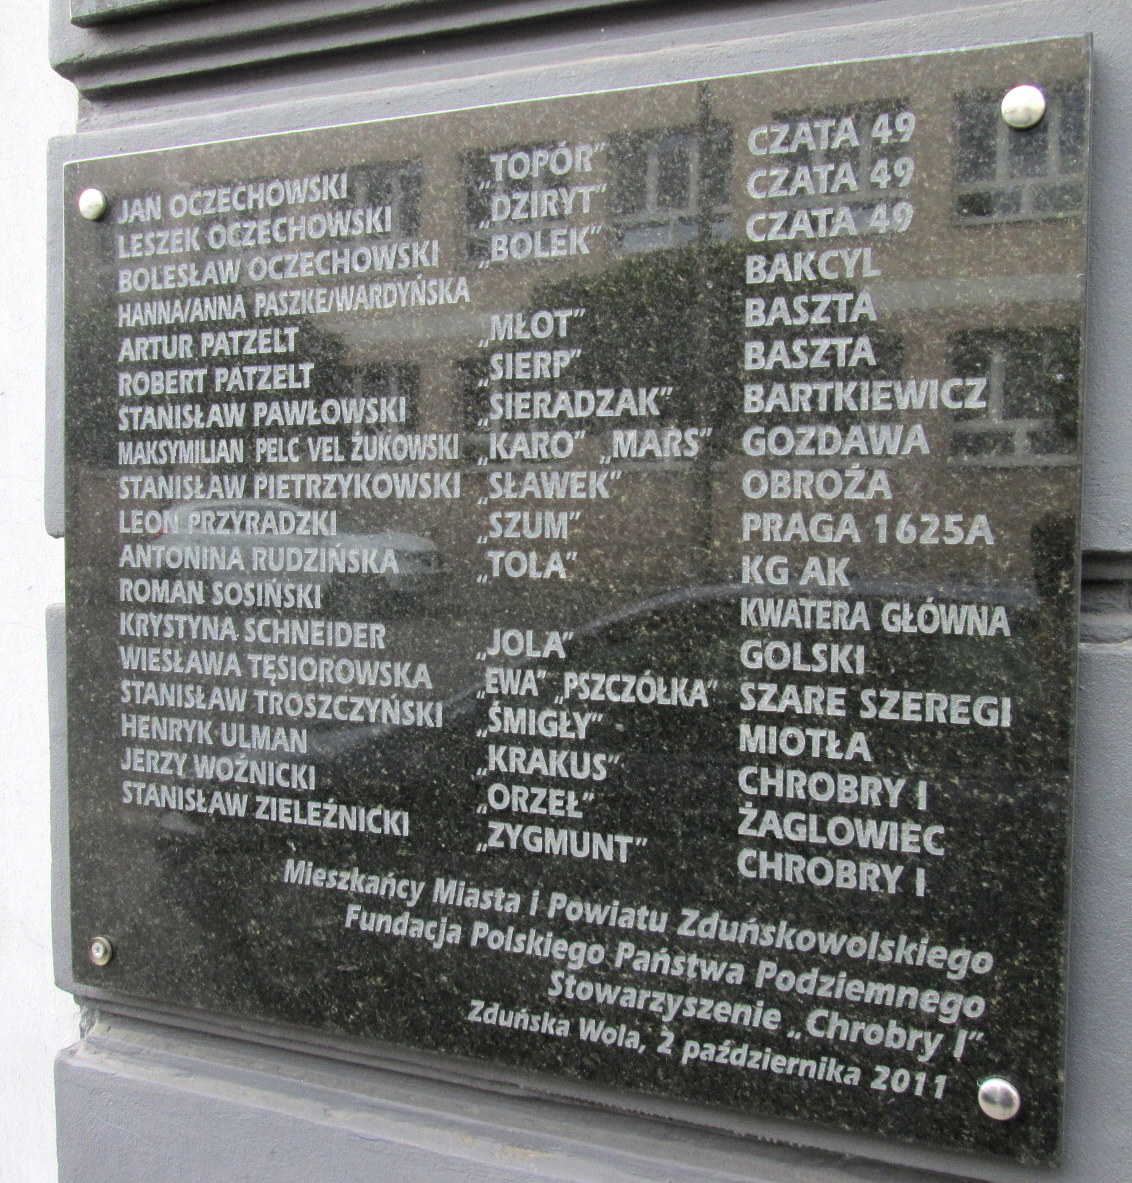 JAN OCZECHOWSKI „TOPÓR” CZATA 49
LESZEK OCZECHOWSKI „DZIRYT” CZATA 49
BOLESŁAW OCZECHOWSKI „BOLEK” CZATA 49
HANNA/ANNA PASZKE/WARDYŃSKA BAKCYL
ARTUR PATZELT „MŁOT” BASZTA
ROBERT PATZELT „SIERP” BASZTA
STANISŁAW PAWŁOWSKI „SIERADZAK” BARTKIEWICZ
MAKSYMILIAN PELC VEL ŻUKOWSKI „KARO” „MARS” GOZDAWA
STANISŁAW PIETRZYKOWSKI „SŁAWEK” OBROŻA
LEON PRZYRADZKI „SZUM” PRAGA 1625A
ANTONINA RUDZIŃSKA „TOLA” KG AK
ROMAN SOSIŃSKI KWATERA GŁÓWNA
KRYSTYNA SCHNEIDER „JOLA” GOLSKI
WIESŁAWA TĘSIOROWSKA „EWA” „PSZCZÓŁKA” SZARE SZEREGI
STANISŁAW TROSZCZYŃSKI „ŚMIGŁY” MIOTŁA
HENRYK ULMAN „KRAKUS” CHROBRY I
JERZY WOŹNICKI „ORZEŁ” ŻAGLOWIEC
STANISŁAW ZIELEŹNICKI „ZYGMUNT” CHROBRY I
Mieszkańcy Miasta i Powiatu Zduńskowolskiego
Fundacja Polskiego Państwa Podziemnego
Stowarzyszenie „Chrobry I”
Zduńska Wola, 2 października 2011